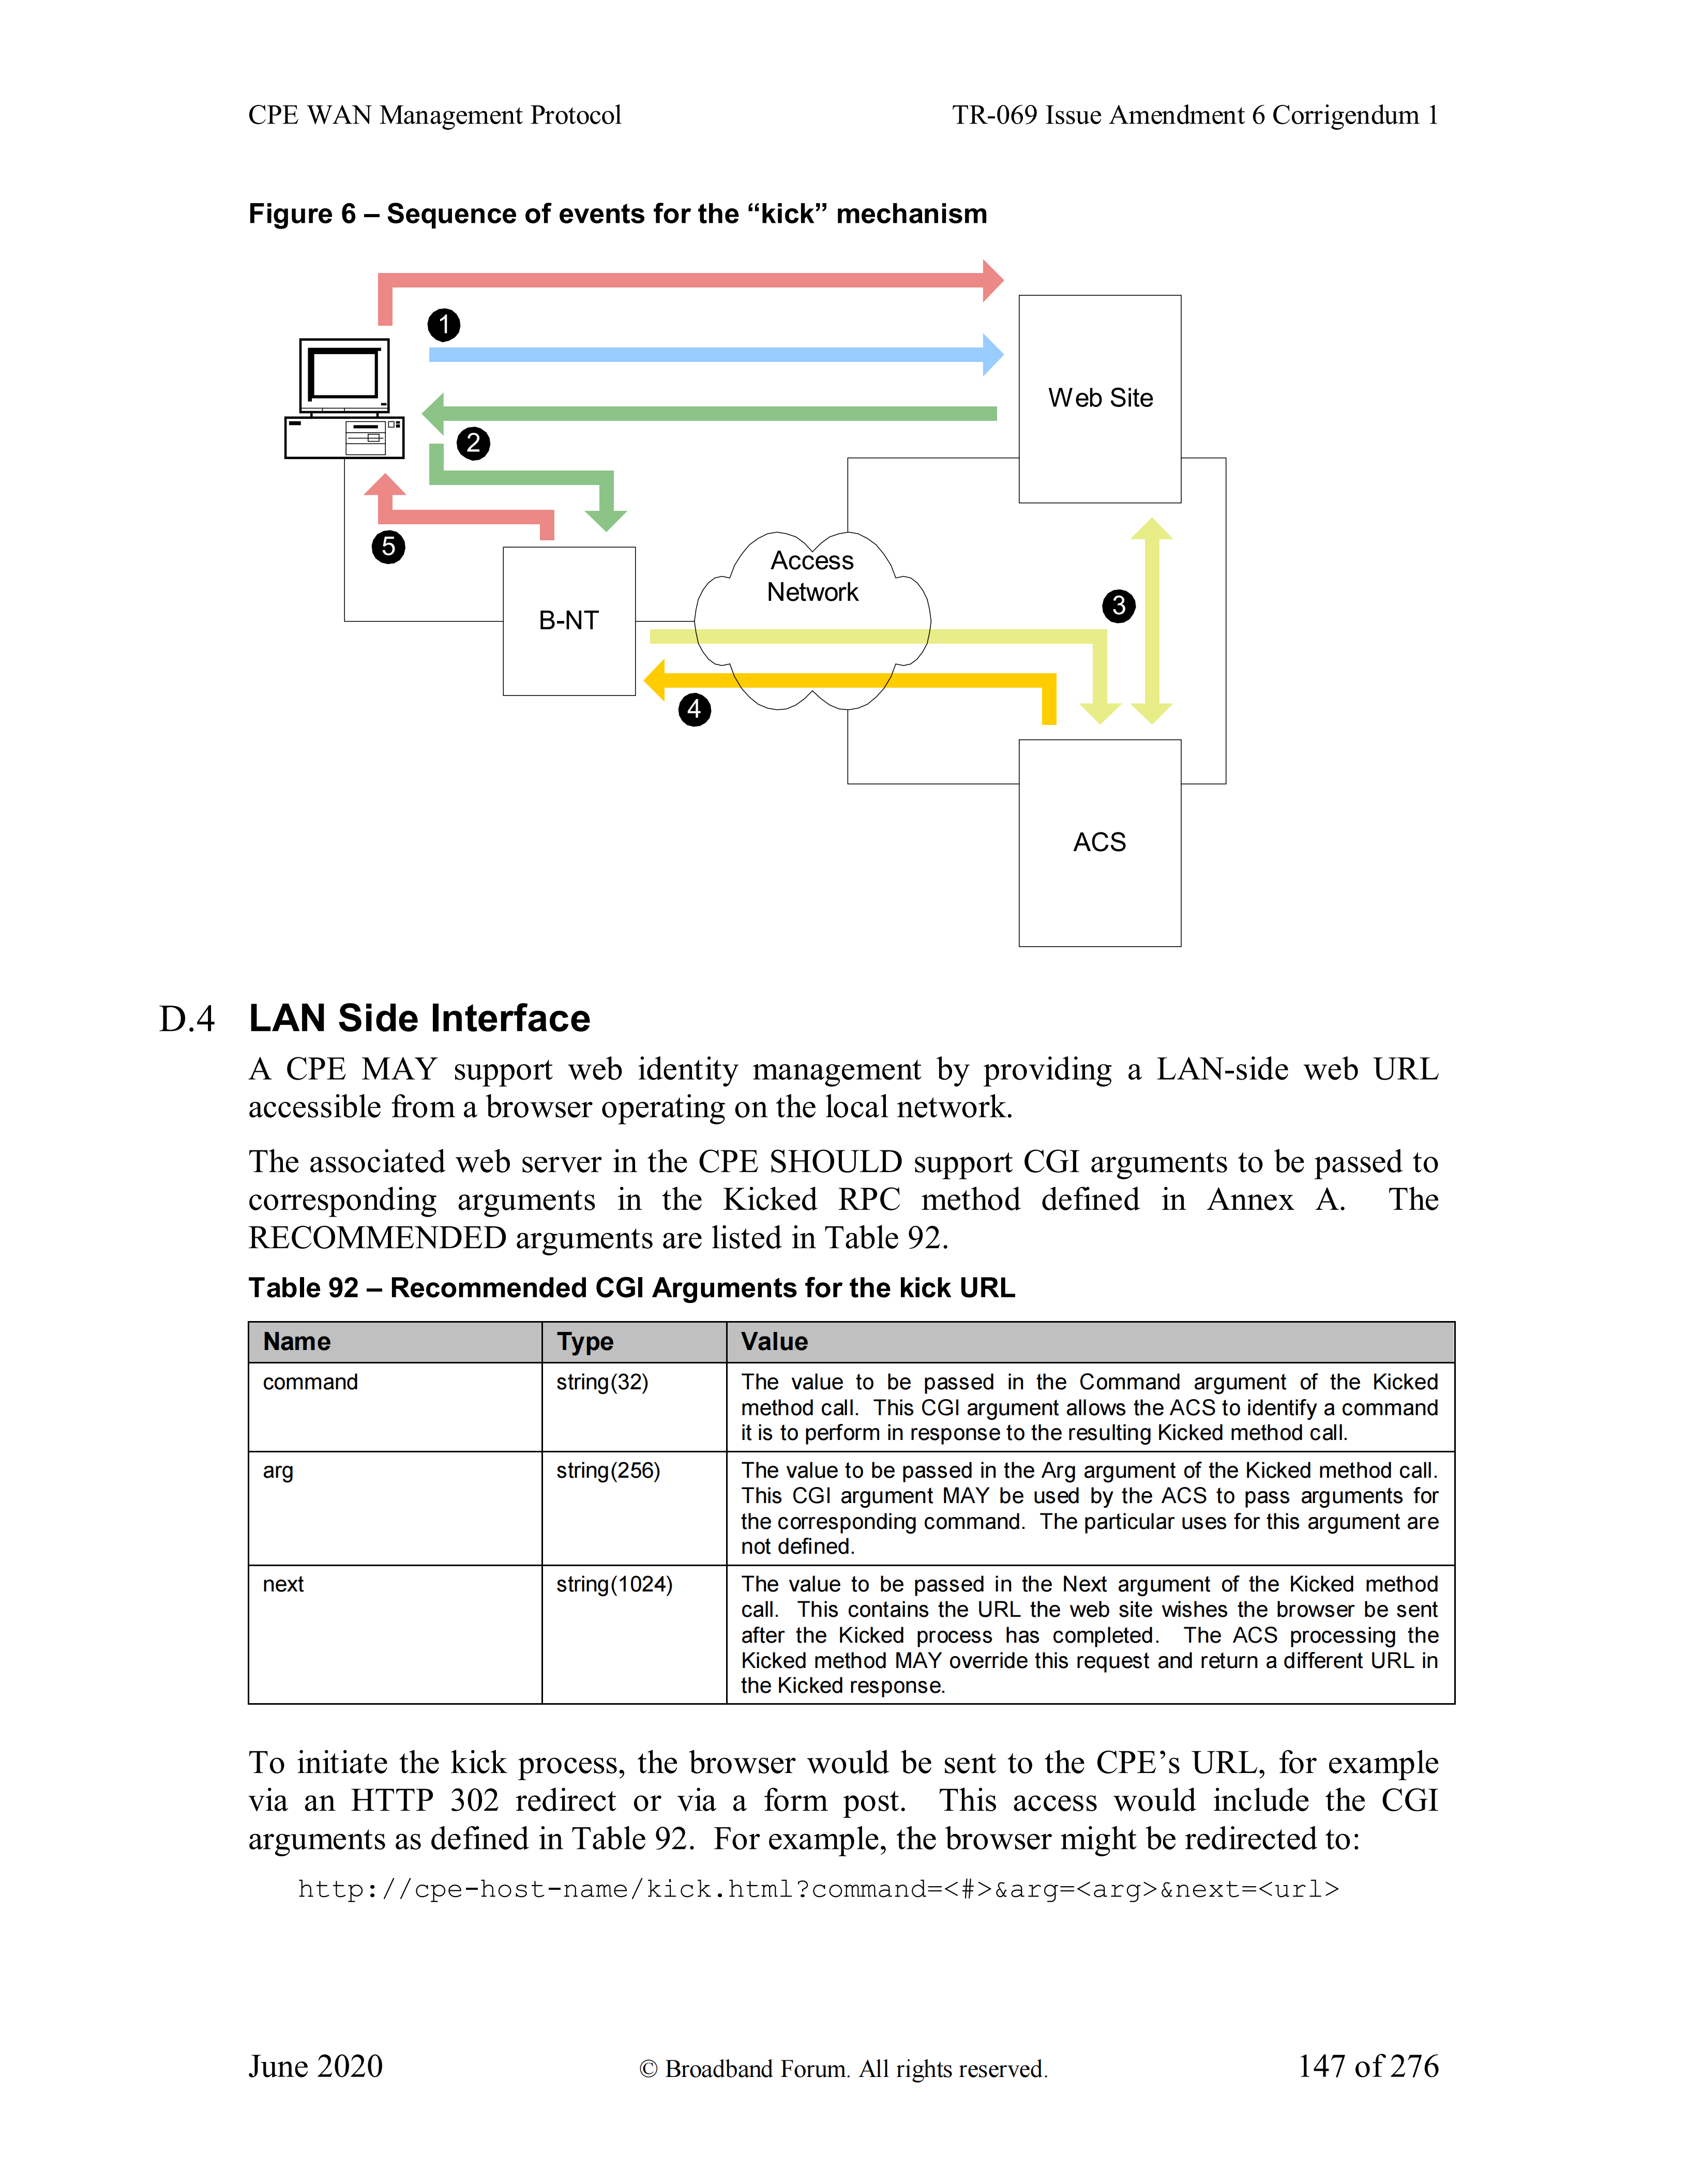 CPE WAN Management Protocol TR-069 Issue Amendment 6 Corrigendum 1
Figure 6 – Sequence of events for the “kick” mechanism
1
Web Site
2
5
Access
Network
3
B-NT
4
ACS
D.4 LAN Side Interface
A CPE MAY support web identity management by providing a LAN-side web URL
accessible from a browser operating on the local network.
The associated web server in the CPE SHOULD support CGI arguments to be passed to
corresponding arguments in the Kicked RPC method defined in Annex A. The
RECOMMENDED arguments are listed in Table 92.
Table 92 – Recommended CGI Arguments for the kick URL
Name Type Value
command string(32) The value to be passed in the Command argument of the Kicked
method call. This CGI argument allows the ACS to identify a command
it is to perform in response to the resulting Kicked method call.
arg string(256) The value to be passed in the Arg argument of the Kicked method call.
This CGI argument MAY be used by the ACS to pass arguments for
the corresponding command. The particular uses for this argument are
not defined.
next string(1024) The value to be passed in the Next argument of the Kicked method
call. This contains the URL the web site wishes the browser be sent
after the Kicked process has completed. The ACS processing the
Kicked method MAY override this request and return a different URL in
the Kicked response.
To initiate the kick process, the browser would be sent to the CPE’s URL, for example
via an HTTP 302 redirect or via a form post. This access would include the CGI
arguments as defined in Table 92. For example, the browser might be redirected to:
http://cpe-host-name/kick.html?command=<#>&arg=<arg>&next=<url>
June 2020 © Broadband Forum. All rights reserved. 147 of 276